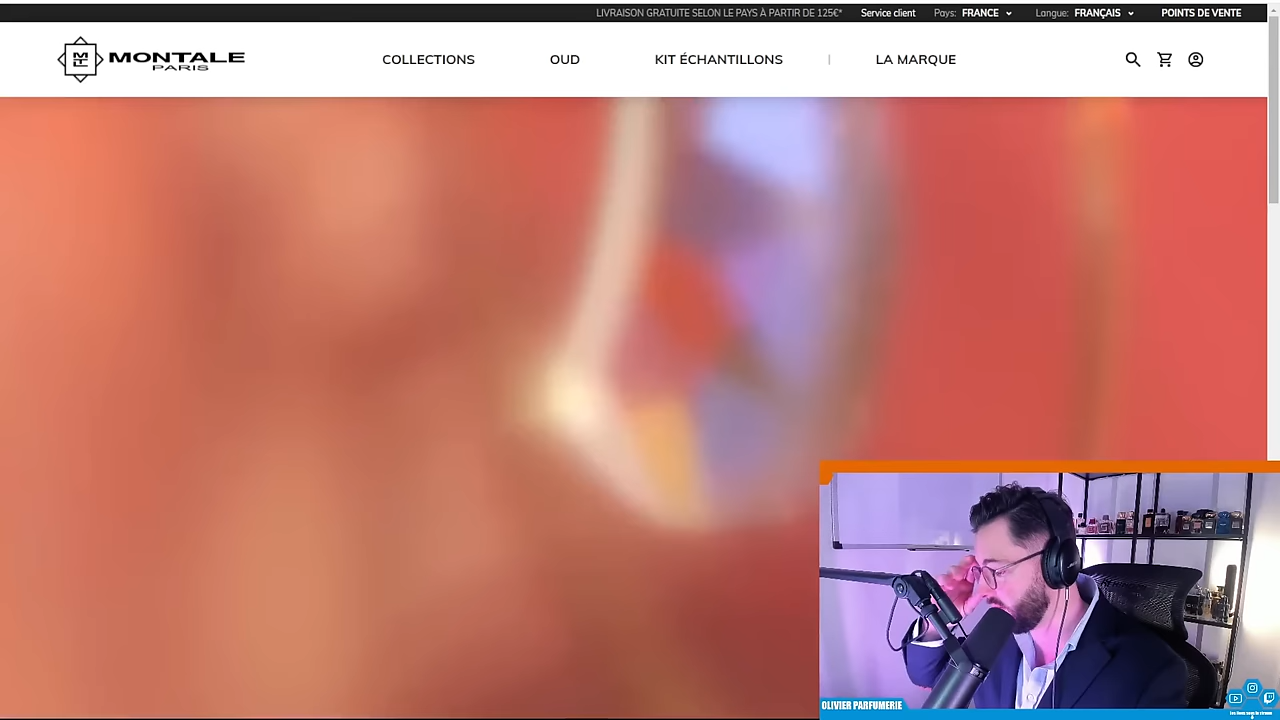 LIVRAISON GRATUITE SELON LE PAYS À PARTIR DE 125€* Service client Pays: FRANCE Langue: FRANÇAIS POINTS DE VENTE
MONTALE
PARIS
COLLECTIONS OUD KIT ÉCHANTILLONS | LA MARQUE
OLIVIER PARFUMERIE